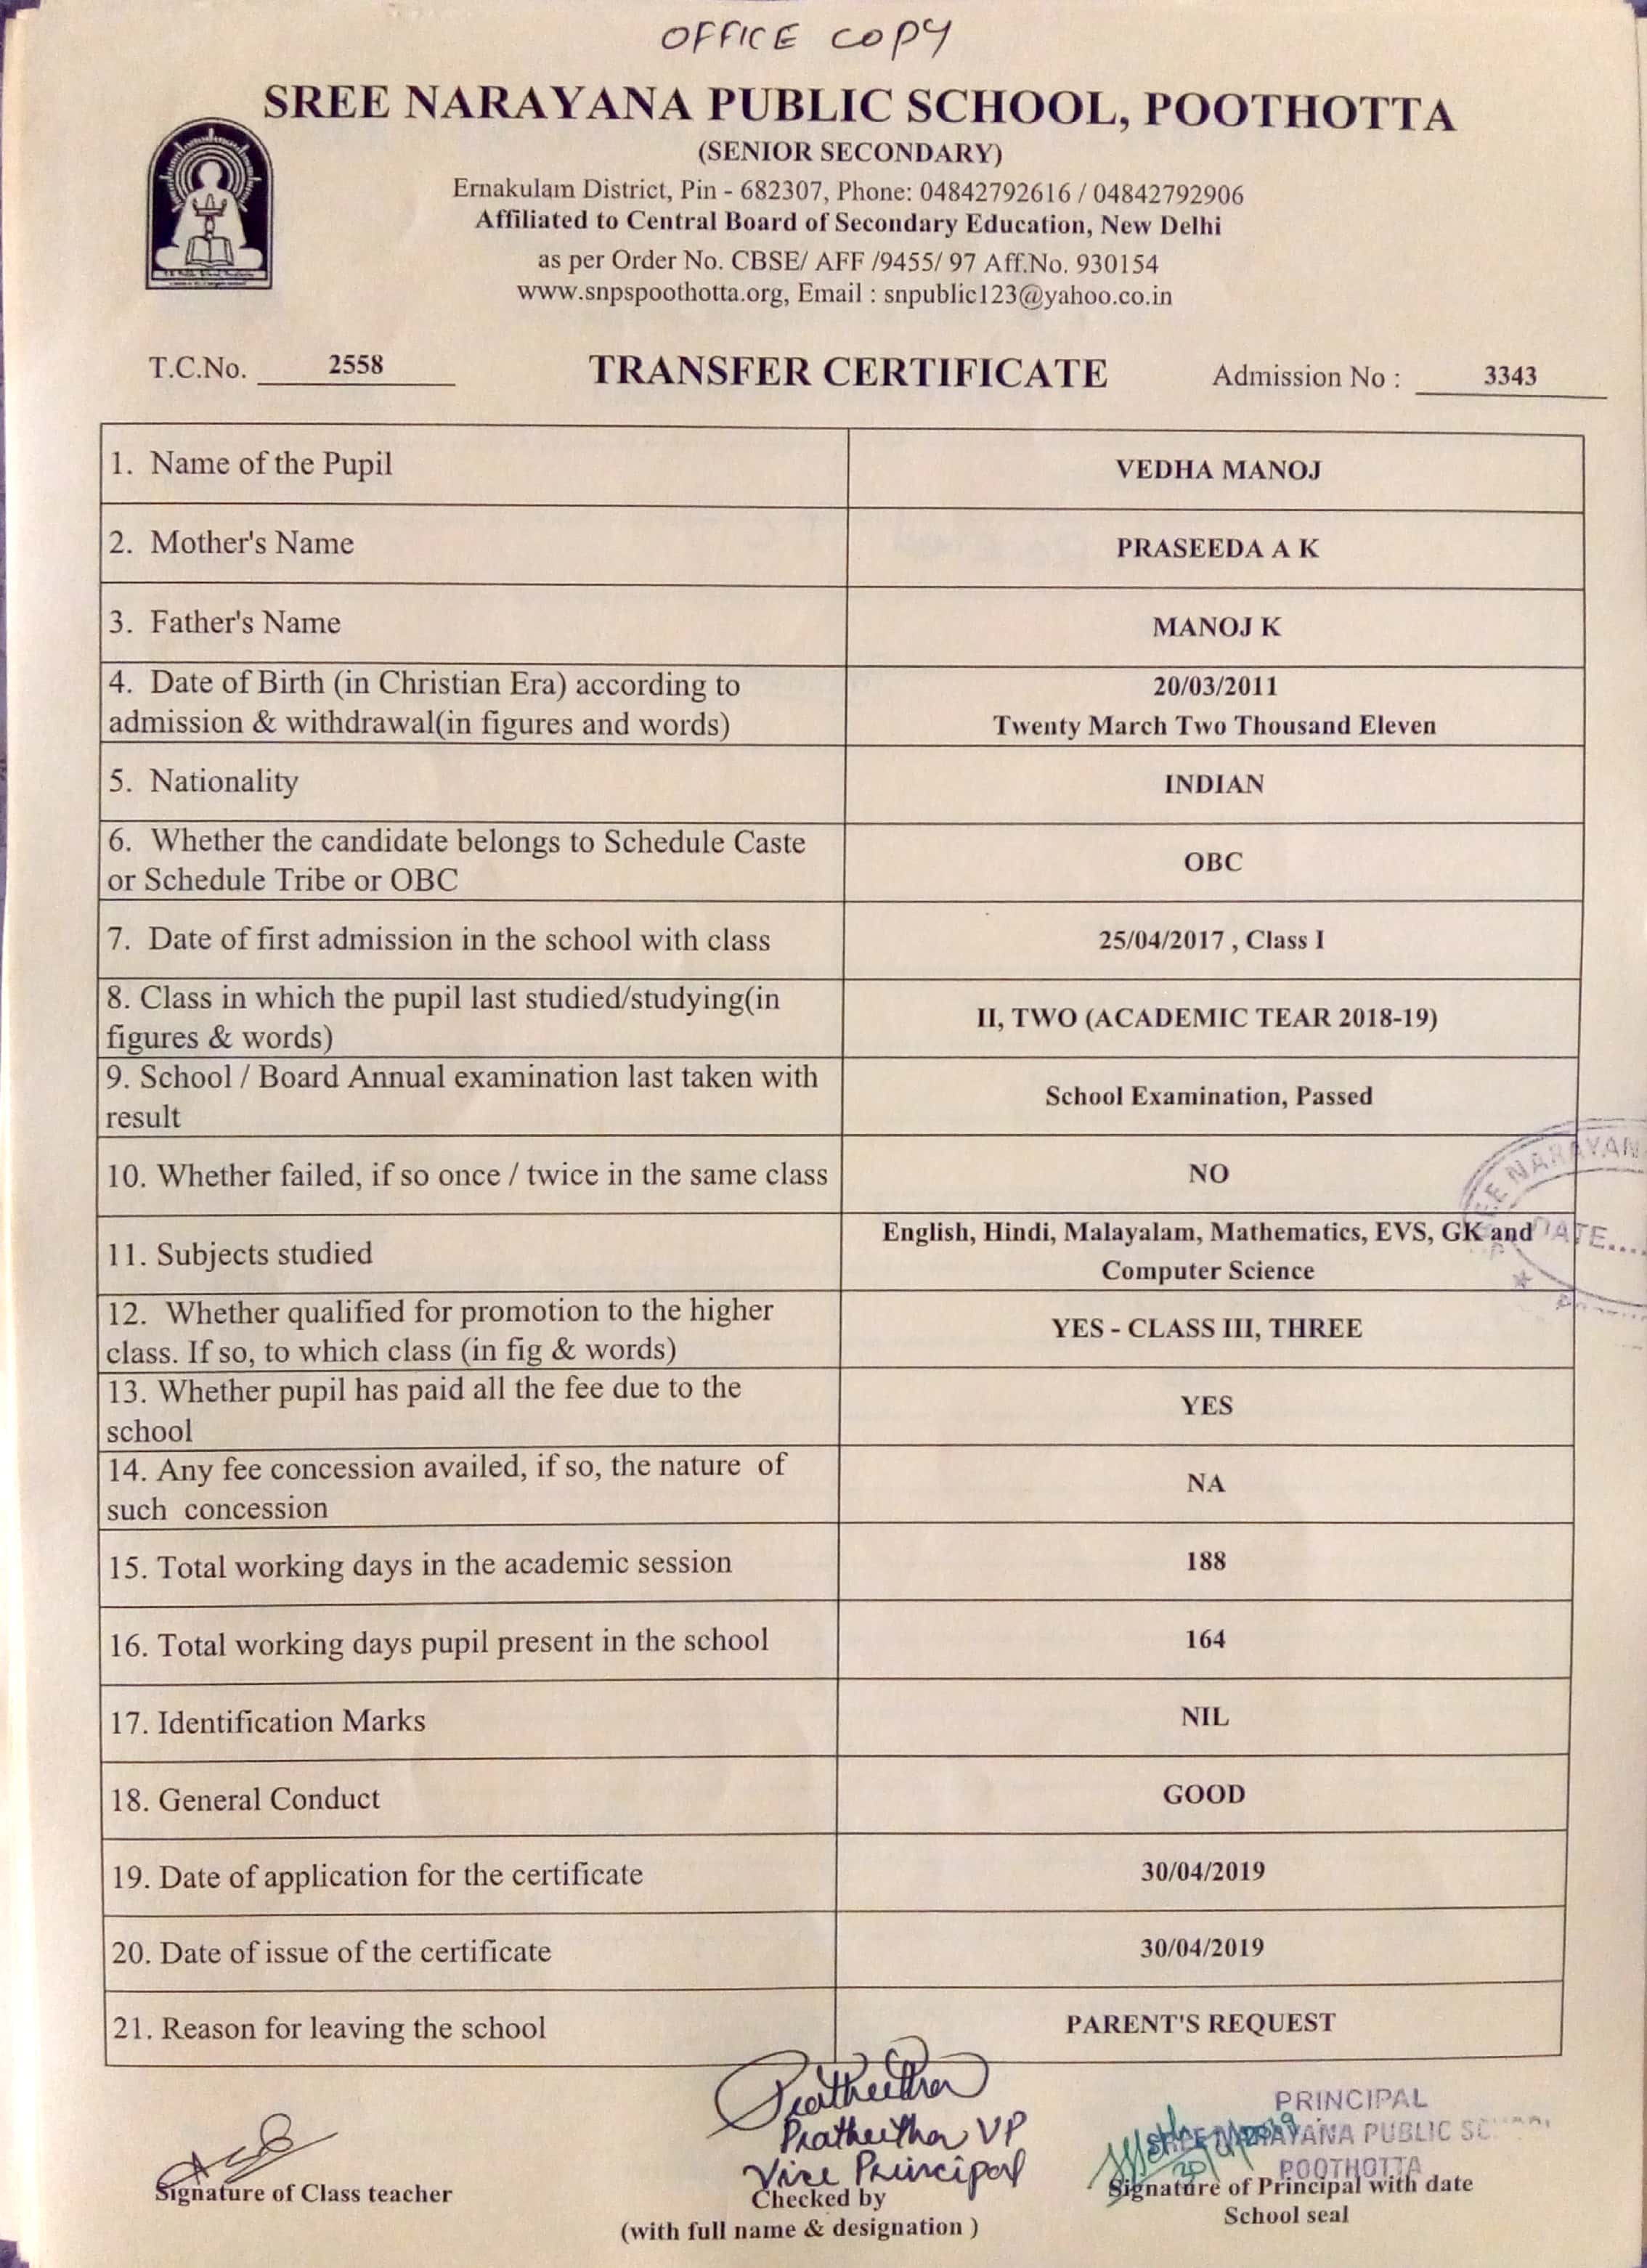 OFFICE COPY
SREE NARAYANA PUBLIC SCHOOL, POOTHOTTA
(SENIOR SECONDARY)
Ernakulam District, Pin - 682307, Phone: 04842792616 / 04842792906
Affiliated to Central Board of Secondary Education, New Delhi
as per Order No. CBSE/ AFF /9455/ 97 Aff.No. 930154
www.snpspoothotta.org, Email : snpublic123@yahoo.co.in
T.C.No. 2558 TRANSFER CERTIFICATE Admission No : 3343
1. Name of the Pupil VEDHA MANOJ
2. Mother's Name PRASEEDA A K
3. Father's Name MANOJ K
4. Date of Birth (in Christian Era) according to
admission & withdrawal(in figures and words)
20/03/2011
Twenty March Two Thousand Eleven
5. Nationality INDIAN
6. Whether the candidate belongs to Schedule Caste
or Schedule Tribe or OBC
OBC
7. Date of first admission in the school with class 25/04/2017 , Class I
8. Class in which the pupil last studied/studying(in
figures & words)
II, TWO (ACADEMIC TEAR 2018-19)
9. School / Board Annual examination last taken with
result
School Examination, Passed
10. Whether failed, if so once / twice in the same class NO
11. Subjects studied
English, Hindi, Malayalam, Mathematics, EVS, GK and
Computer Science
NARAYAN
DATE....
12. Whether qualified for promotion to the higher
class. If so, to which class (in fig & words)
YES - CLASS III, THREE
13. Whether pupil has paid all the fee due to the
school
YES
14. Any fee concession availed, if so, the nature of
such concession
NA
15. Total working days in the academic session 188
16. Total working days pupil present in the school 164
17. Identification Marks NIL
18. General Conduct GOOD
19. Date of application for the certificate 30/04/2019
20. Date of issue of the certificate 30/04/2019
21. Reason for leaving the school PARENT'S REQUEST
Pratheetha VP
Vice Principal
PRINCIPAL
SREE NARAYANA PUBLIC SCHOOL
POOTHOTTA
Signature of Class teacher
Checked by
(with full name & designation )
Signature of Principal with date
School seal